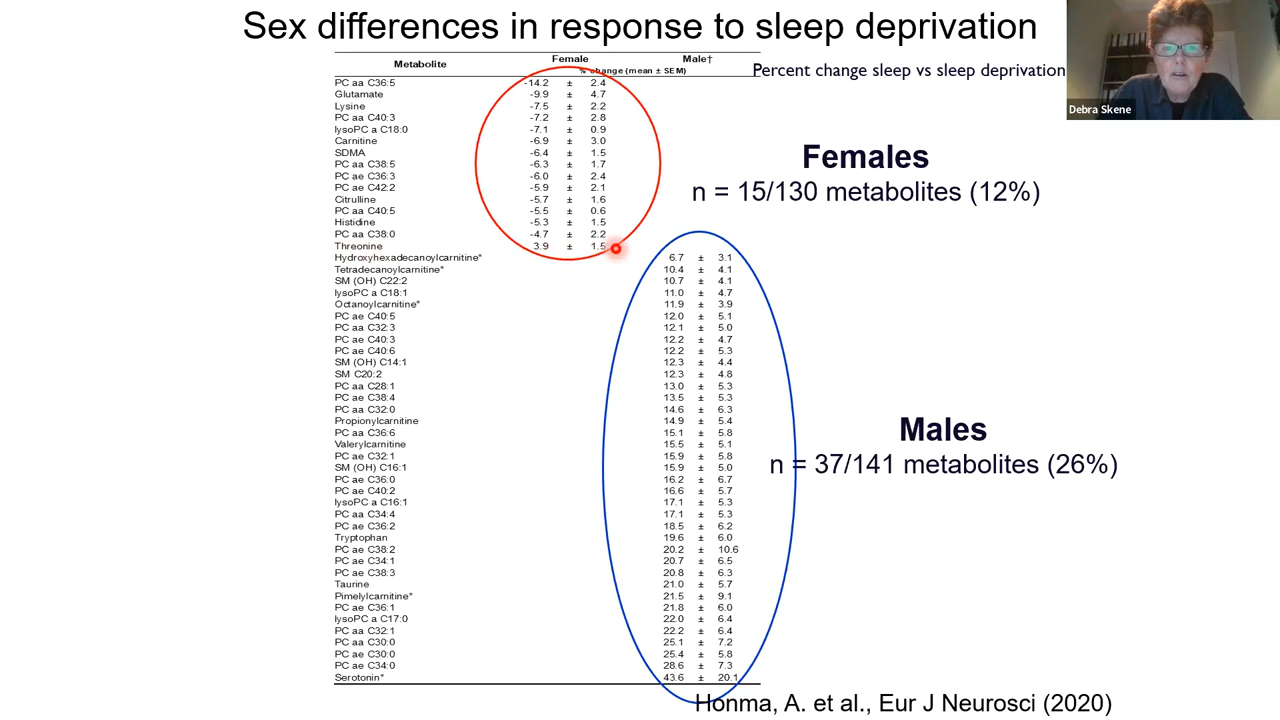 Sex differences in response to sleep deprivation
Metabolite Female Male†
% change (mean ± SEM)
Percent change sleep vs sleep deprivation
Debra Skene
PC aa C36:5 -14.2 ± 2.4
Glutamate -9.9 ± 4.7
Lysine -7.5 ± 2.2
PC aa C40:3 -7.2 ± 2.8
lysoPC a C18:0 -7.1 ± 0.9
Carnitine -6.9 ± 3.0
SDMA -6.4 ± 1.5
PC aa C38:5 -6.3 ± 1.7
PC ae C36:3 -6.0 ± 2.4
PC ae C42:2 -5.9 ± 2.1
Citrulline -5.7 ± 1.6
PC aa C40:5 -5.5 ± 0.6
Histidine -5.3 ± 1.5
PC aa C38:0 -4.7 ± 2.2
Threonine 3.9 ± 1.5
Hydroxyhexadecanoylcarnitine* 6.7 ± 3.1
Tetradecanoylcarnitine* 10.4 ± 4.1
SM (OH) C22:2 10.7 ± 4.1
lysoPC a C18:1 11.0 ± 4.7
Octanoylcarnitine* 11.9 ± 3.9
PC ae C40:5 12.0 ± 5.1
PC aa C32:3 12.1 ± 5.0
PC ae C40:3 12.2 ± 4.7
PC ae C40:6 12.2 ± 5.3
SM (OH) C14:1 12.3 ± 4.4
SM C20:2 12.3 ± 4.8
PC aa C28:1 13.0 ± 5.3
PC ae C38:4 13.5 ± 5.3
PC aa C32:0 14.6 ± 6.3
Propionylcarnitine 14.9 ± 5.4
PC aa C36:6 15.1 ± 5.8
Valerylcarnitine 15.5 ± 5.1
PC ae C32:1 15.9 ± 5.8
SM (OH) C16:1 15.9 ± 5.0
PC ae C36:0 16.2 ± 6.7
PC ae C40:2 16.6 ± 5.7
lysoPC a C16:1 17.1 ± 5.3
PC aa C34:4 17.1 ± 5.3
PC ae C36:2 18.5 ± 6.2
Tryptophan 19.6 ± 6.0
PC ae C38:2 20.2 ± 10.6
PC ae C34:1 20.7 ± 6.5
PC ae C38:3 20.8 ± 6.3
Taurine 21.0 ± 5.7
Pimelylcarnitine* 21.5 ± 9.1
PC ae C36:1 21.8 ± 6.0
lysoPC a C17:0 22.0 ± 6.4
PC aa C32:1 22.2 ± 6.4
PC aa C30:0 25.1 ± 7.2
PC ae C30:0 25.4 ± 5.8
PC ae C34:0 28.6 ± 7.3
Serotonin* 43.6 ± 20.1
Females
n = 15/130 metabolites (12%)
Males
n = 37/141 metabolites (26%)
Honma, A. et al., Eur J Neurosci (2020)